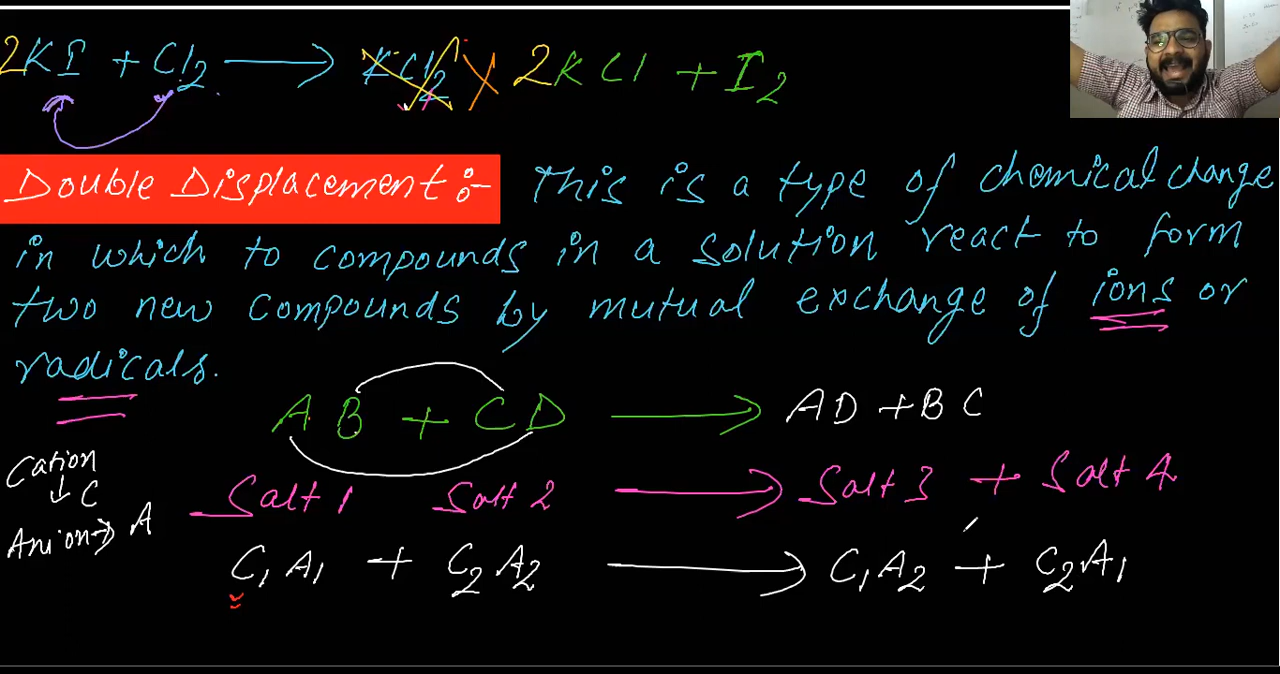 2KI + Cl2 → KCl2 2KCl + I2
Double Displacement :- This is a type of chemical change
in which to compounds in a solution react to form
two new compounds by mutual exchange of ions or
radicals.
AB + CD → AD + BC
Cation
↓ C
Salt 1 Salt 2 → Salt 3 + Salt 4
Anion → A
C1A1 + C2A2 → C1A2 + C2A1